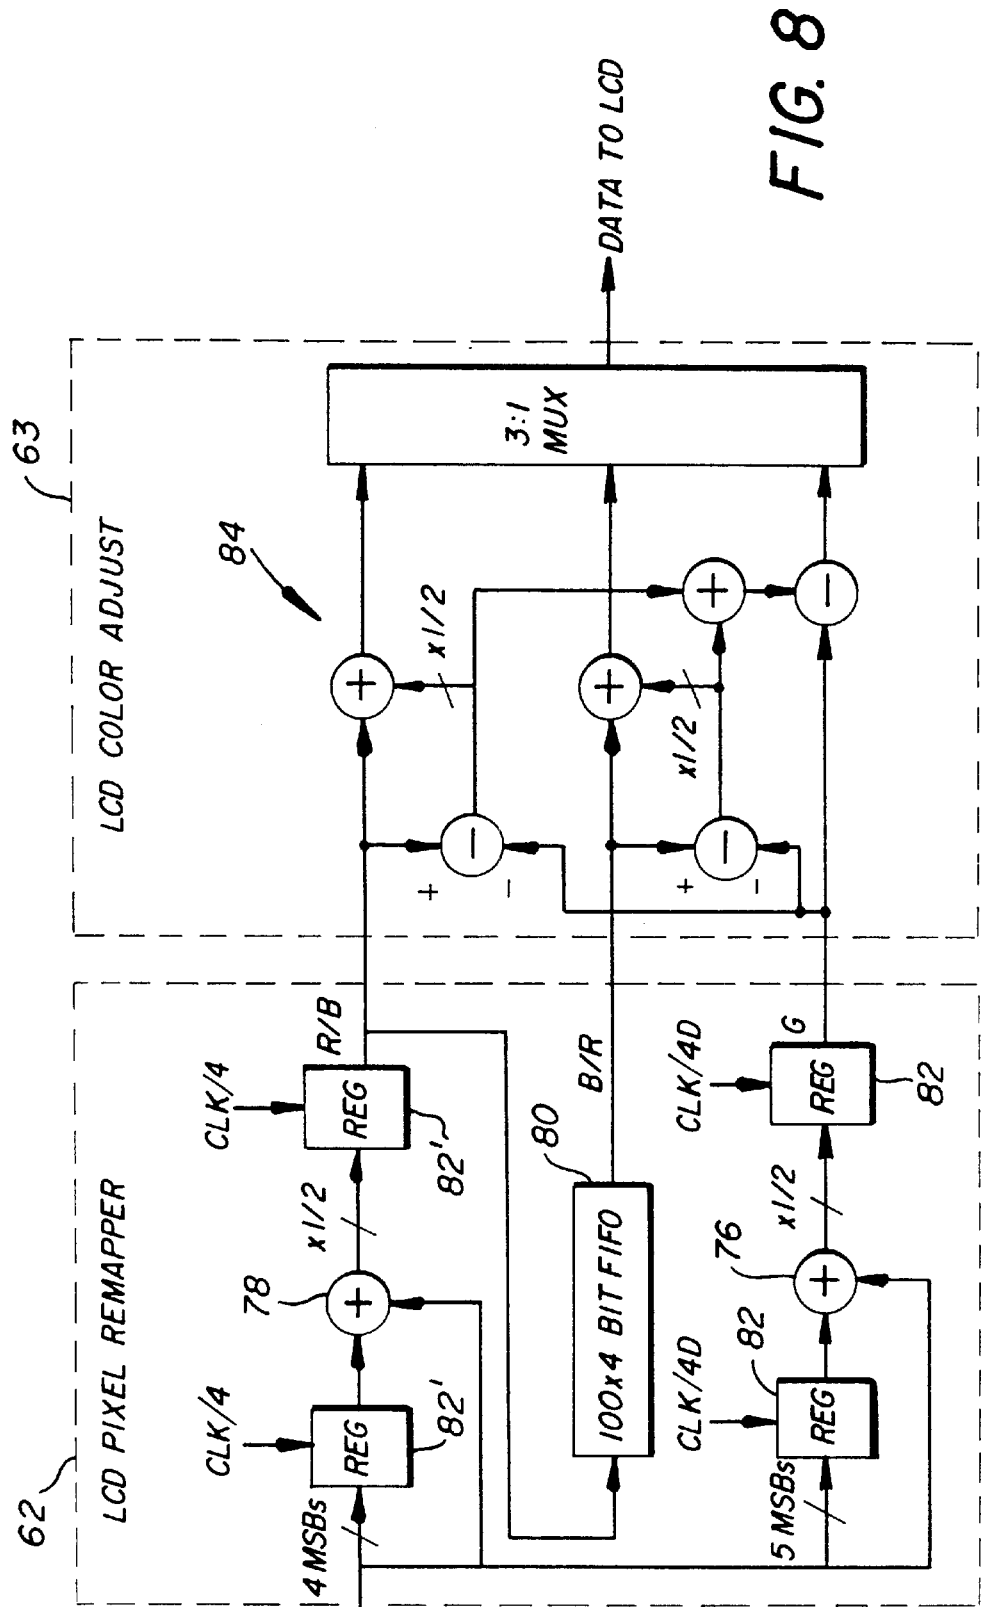 62
LCD PIXEL REMAPPER
4 MSBs
CLK/4
REG
82'
78
+
x1/2
CLK/4
REG
82'
R/B
100x4 BIT FIFO
80
B/R
5 MSBs
CLK/4D
REG
82
76
+
x1/2
CLK/4D
REG
82
G
63
LCD COLOR ADJUST
84
+
-
-
+
x1/2
+
-
-
+
x1/2
+
-
3:1
MUX
DATA TO LCD
FIG. 8